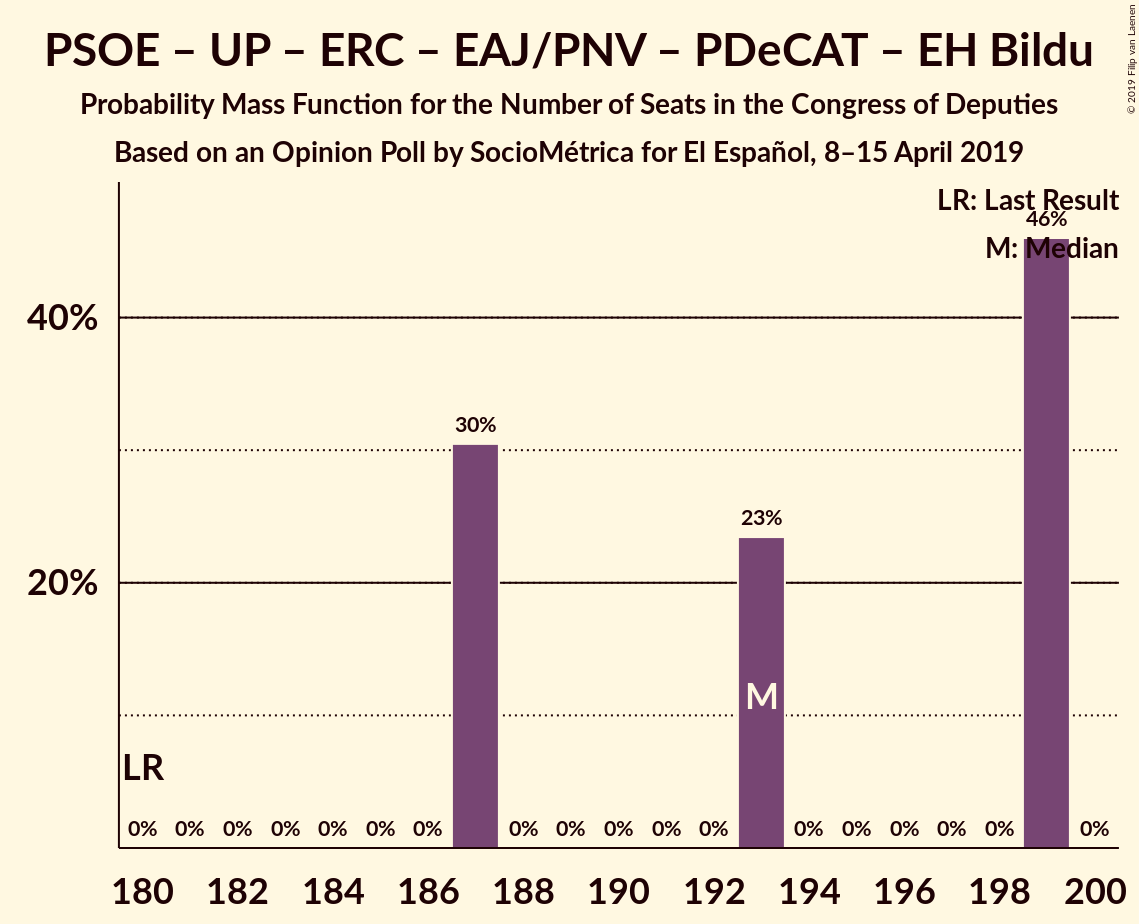 PSOE – UP – ERC – EAJ/PNV – PDeCAT – EH Bildu
Probability Mass Function for the Number of Seats in the Congress of Deputies
Based on an Opinion Poll by SocioMétrica for El Español, 8–15 April 2019
© 2019 Filip van Laenen
LR: Last Result
46%
M: Median
40%
30%
23%
20%
M
LR
0% 0% 0% 0% 0% 0% 0% 0% 0% 0% 0% 0% 0% 0% 0% 0% 0% 0%
180 182 184 186 188 190 192 194 196 198 200